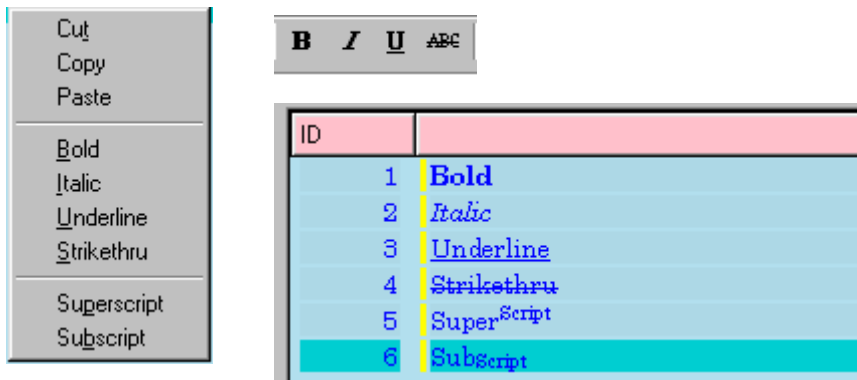 Cut
Copy
Paste
Bold
Italic
Underline
Strikethru
Superscript
Subscript
B I U ABC
ID
1 Bold
2 Italic
3 Underline
4 Strikethru
5 SuperScript
6 Subscript